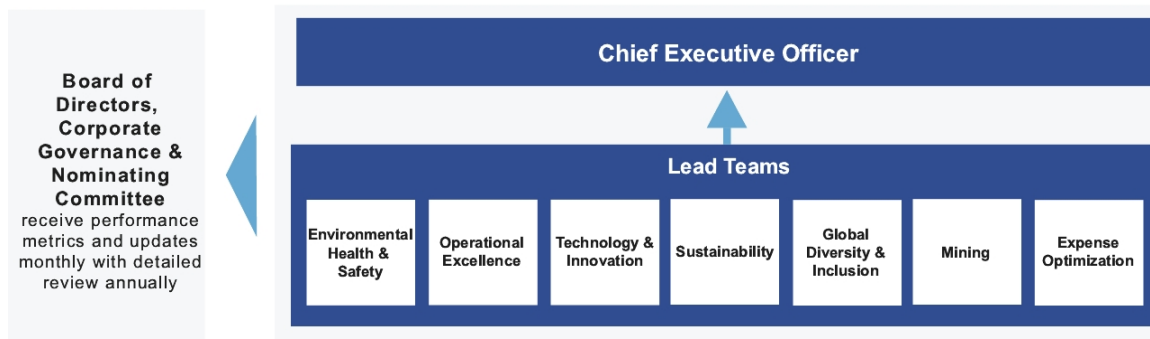 Board of
Directors,
Corporate
Governance &
Nominating
Committee
receive performance
metrics and updates
monthly with detailed
review annually
Chief Executive Officer
Lead Teams
Environmental
Health &
Safety
Operational
Excellence
Technology &
Innovation
Sustainability
Global
Diversity &
Inclusion
Mining
Expense
Optimization